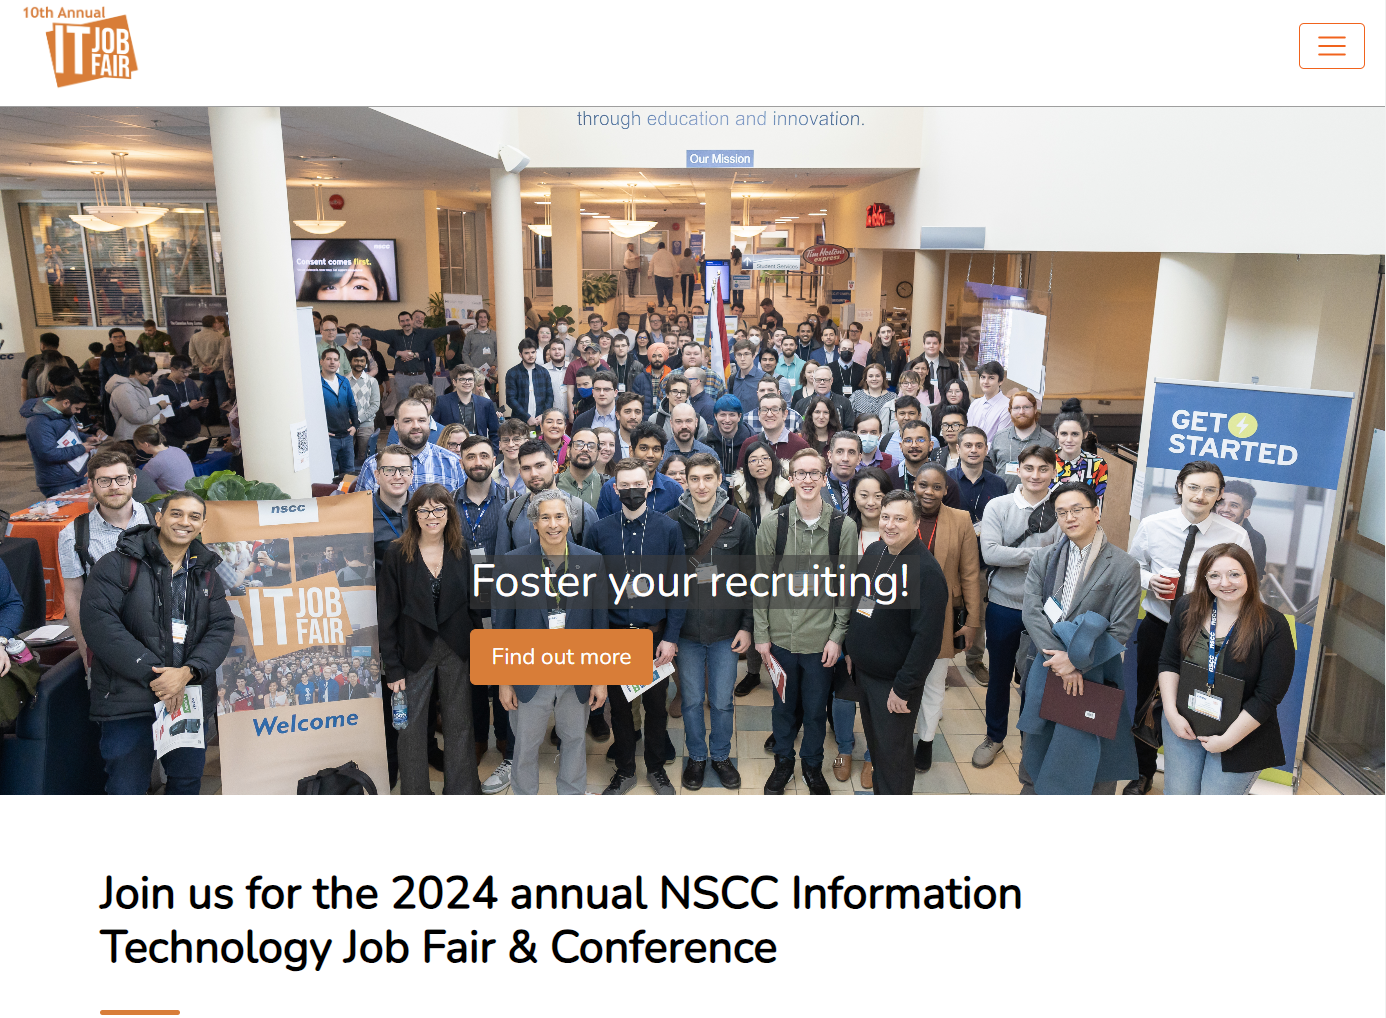 10th Annual
IT JOB
FAIR
through education and innovation.
Our Mission
Consent comes first.
Tim Hortons
express
Student Services
GET
STARTED
nscc
IT JOB
FAIR
Welcome
nscc
nscc
Foster your recruiting!
Find out more
Join us for the 2024 annual NSCC Information
Technology Job Fair & Conference